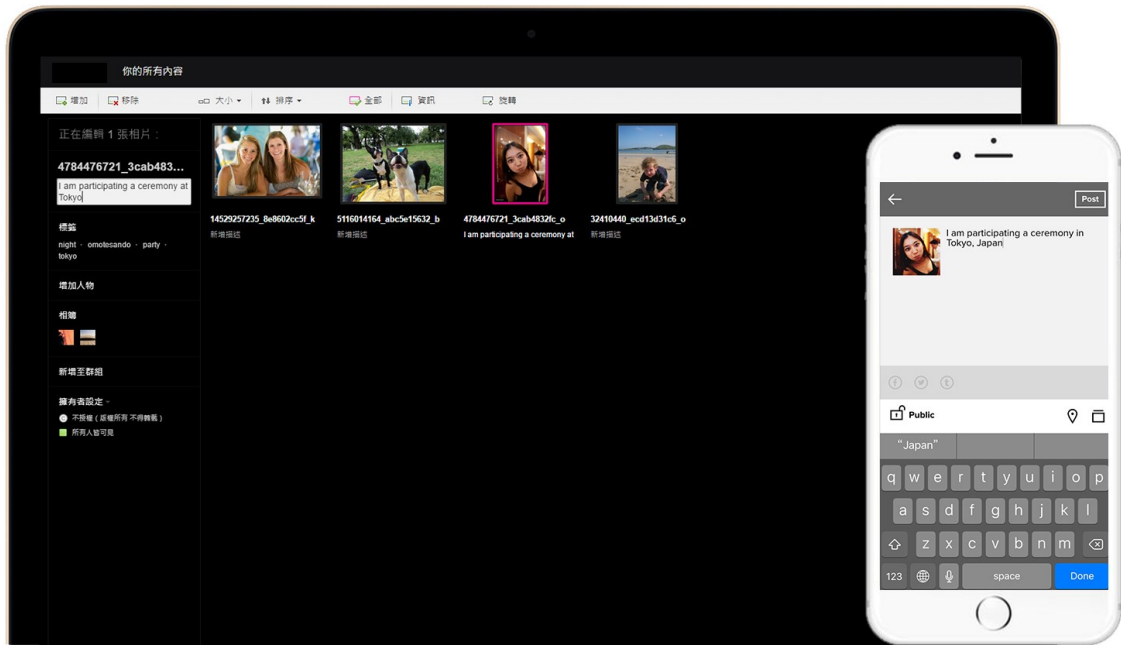 你的所有內容
增加 移除 大小 排序 全部 資訊 旋轉
正在編輯 1 張相片：
4784476721_3cab483...
I am participating a ceremony at
Tokyo
標籤
night · omotesando · party ·
tokyo
增加人物
相簿
新增至群組
擁有者設定
不授權 ( 版權所有 不得轉載 )
所有人皆可見
14529257235_8e8602cc5f_k
新增描述
5116014164_abc5e15632_b
新增描述
4784476721_3cab4832fc_o
I am participating a ceremony at
32410440_ecd13d31c6_o
新增描述
Post
I am participating a ceremony in
Tokyo, Japan
f t
Public
“Japan”
q w e r t y u i o p
a s d f g h j k l
z x c v b n m
123 space Done